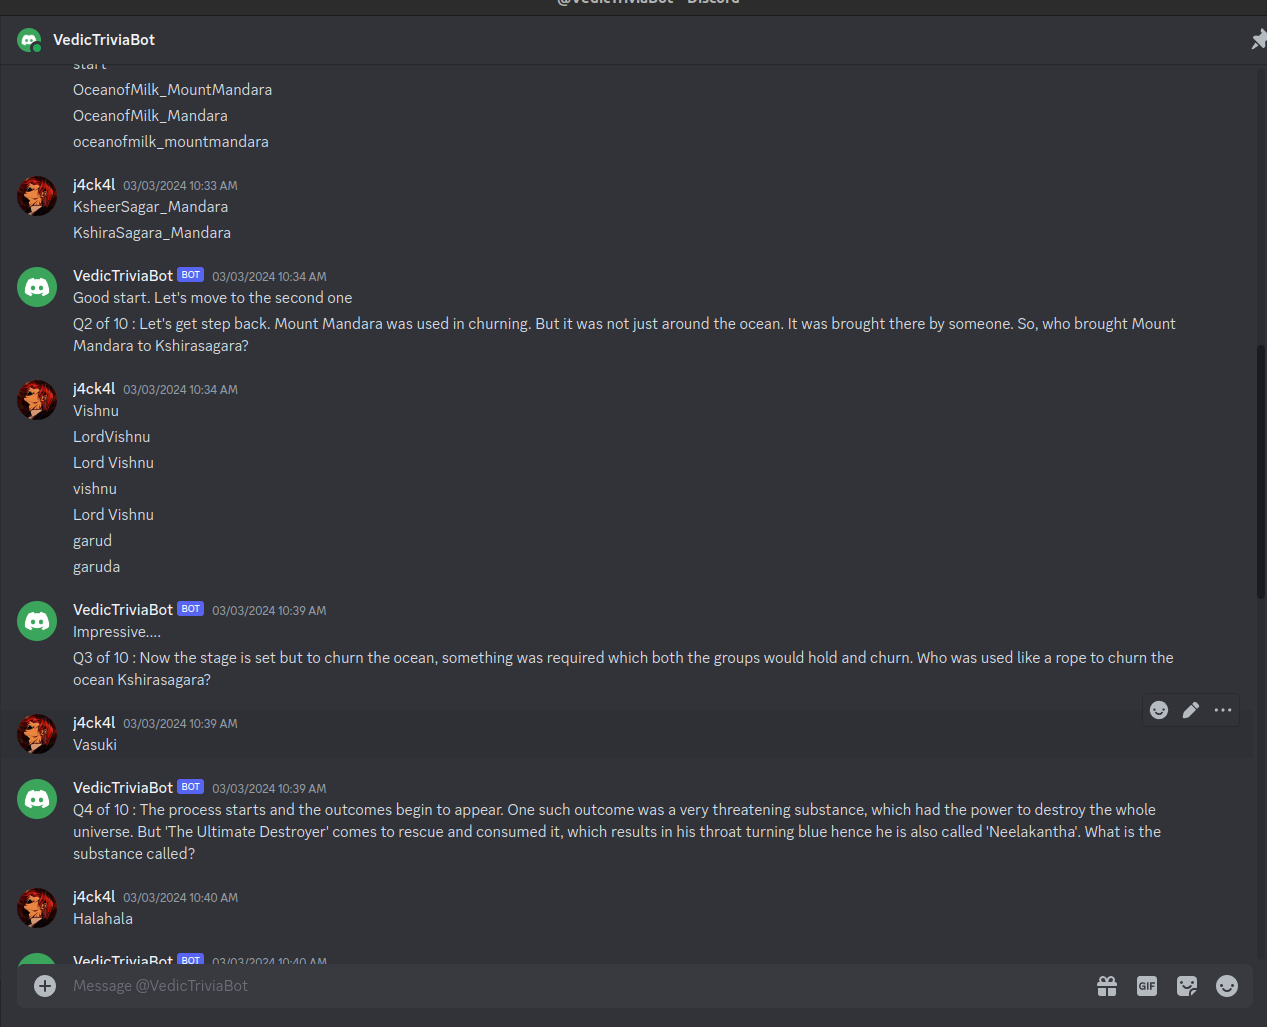 VedicTriviaBot
start
OceanofMilk_MountMandara
OceanofMilk_Mandara
oceanofmilk_mountmandara
j4ck4l 03/03/2024 10:33 AM
KsheerSagar_Mandara
KshiraSagara_Mandara
VedicTriviaBot BOT 03/03/2024 10:34 AM
Good start. Let's move to the second one
Q2 of 10 : Let's get step back. Mount Mandara was used in churning. But it was not just around the ocean. It was brought there by someone. So, who brought Mount
Mandara to Kshirasagara?
j4ck4l 03/03/2024 10:34 AM
Vishnu
LordVishnu
Lord Vishnu
vishnu
Lord Vishnu
garud
garuda
VedicTriviaBot BOT 03/03/2024 10:39 AM
Impressive....
Q3 of 10 : Now the stage is set but to churn the ocean, something was required which both the groups would hold and churn. Who was used like a rope to churn the
ocean Kshirasagara?
j4ck4l 03/03/2024 10:39 AM
Vasuki
VedicTriviaBot BOT 03/03/2024 10:39 AM
Q4 of 10 : The process starts and the outcomes begin to appear. One such outcome was a very threatening substance, which had the power to destroy the whole
universe. But 'The Ultimate Destroyer' comes to rescue and consumed it, which results in his throat turning blue hence he is also called 'Neelakantha'. What is the
substance called?
j4ck4l 03/03/2024 10:40 AM
Halahala
VedicTriviaBot BOT 03/03/2024 10:40 AM
Message @VedicTriviaBot
GIF